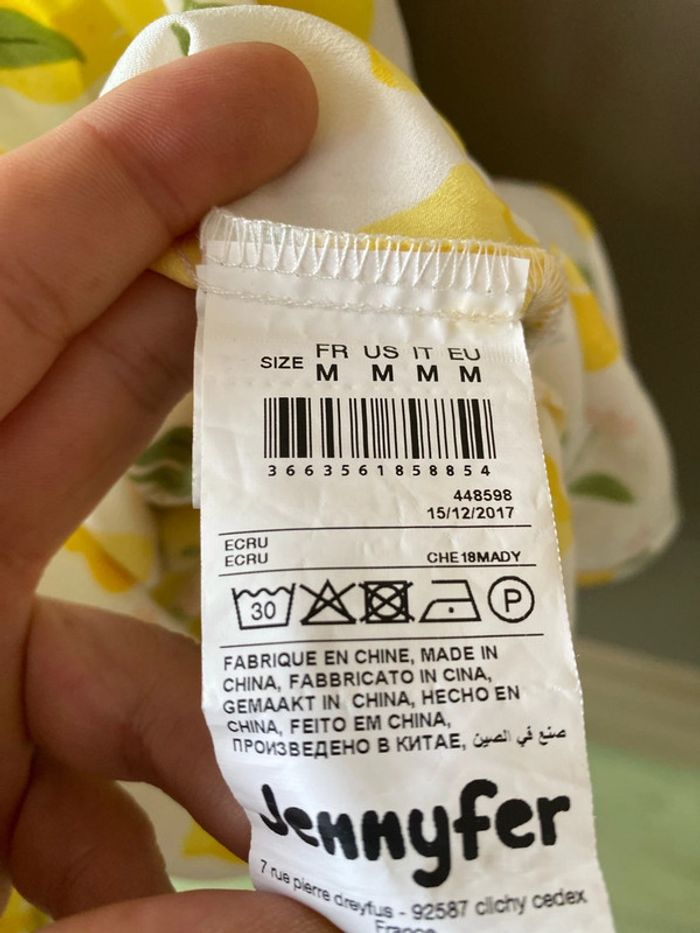 FR US IT EU
SIZE M M M M
3663561858854
448598
15/12/2017
ECRU
ECRU CHE18MADY
30 P
FABRIQUE EN CHINE, MADE IN
CHINA, FABBRICATO IN CINA,
GEMAAKT IN CHINA, HECHO EN
CHINA, FEITO EM CHINA,
ПРОИЗВЕДЕНО В КИТАЕ, صنع في الصين
Jennyfer
7 rue pierre dreyfus - 92587 clichy cedex
France